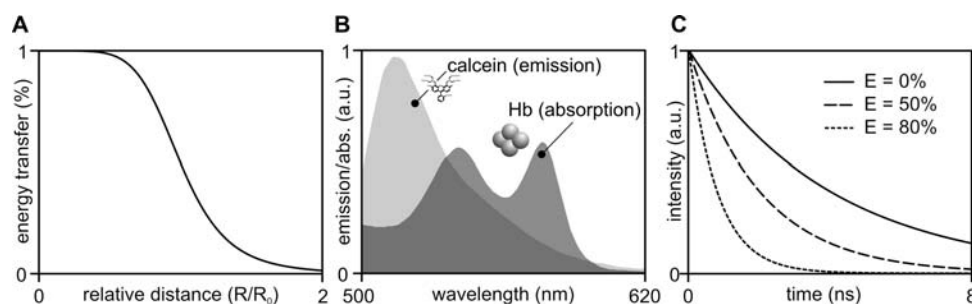 A
1
energy transfer (%)
0
0
relative distance (R/R₀)
2
B
1
calcein (emission)
Hb (absorption)
emission/abs. (a.u.)
0
500
wavelength (nm)
620
C
1
E = 0%
E = 50%
E = 80%
intensity (a.u.)
0
0
time (ns)
8